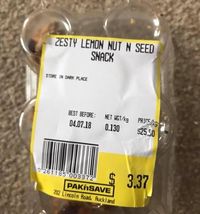 ZESTY LEMON NUT N SEED
SNACK
STORE IN DARK PLACE
BEST BEFORE: NET WGT/kg
04.07.18 0.130 $25.90
PAK'nSAVE $ 3.37
202 Lincoln Road, Auckland